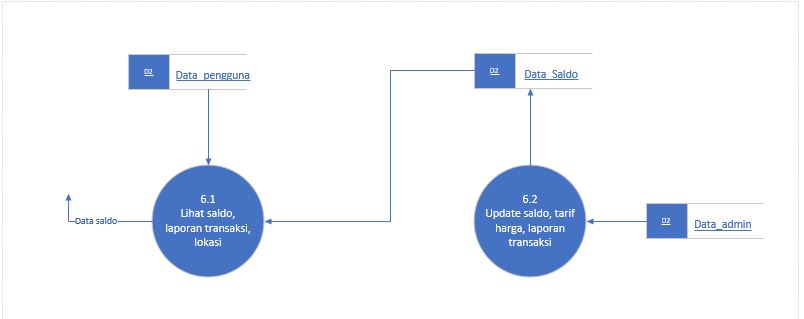 D2
Data_pengguna
D2
Data_Saldo
6.1
Lihat saldo,
laporan transaksi,
lokasi
Data saldo
6.2
Update saldo, tarif
harga, laporan
transaksi
D2
Data_admin